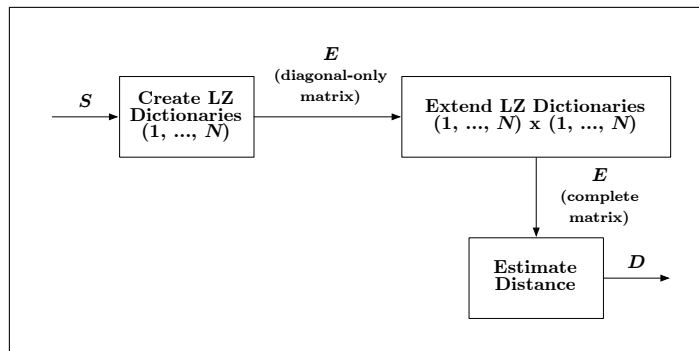 S
Create LZ
Dictionaries
(1, ..., N)
E
(diagonal-only
matrix)
Extend LZ Dictionaries
(1, ..., N) x (1, ..., N)
E
(complete
matrix)
Estimate
Distance
D